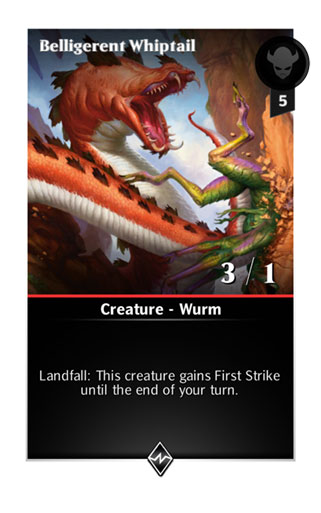 Belligerent Whiptail
5
3 / 1
Creature - Wurm
Landfall: This creature gains First Strike
until the end of your turn.